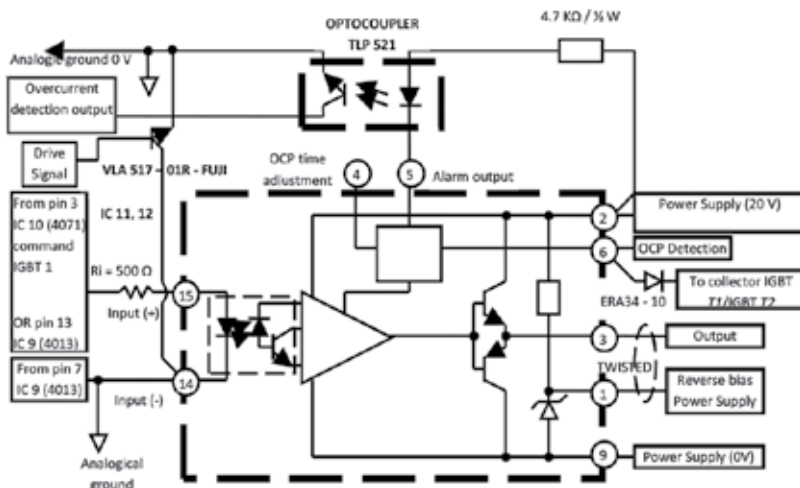 OPTOCOUPLER
TLP 521
4.7 KΩ / ½ W
Analogic ground 0 V
Overcurrent
detection output
Drive
Signal
VLA 517 – 01R - FUJI
OCP time
adiustment
4
5
Alarm output
From pin 3
IC 10 (4071)
command
IGBT 1
OR pin 13
IC 9 (4013)
IC 11, 12
Ri = 500 Ω
15
Input (+)
2
Power Supply (20 V)
6
OCP Detection
ERA34 - 10
To collector IGBT
T1/IGBT T2
3
Output
TWISTED
1
Reverse bias
Power Supply
From pin 7
IC 9 (4013)
14
Input (-)
Analogical
ground
9
Power Supply (0V)